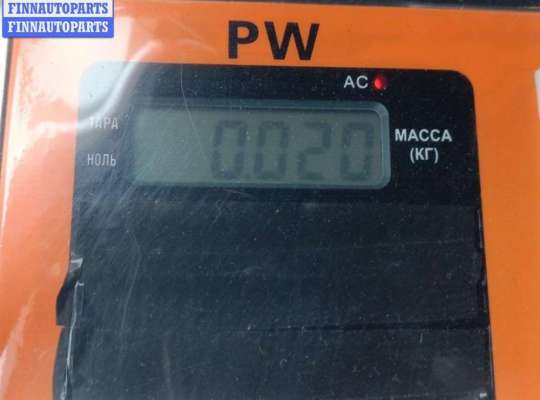 FINNAUTOPARTS
FINNAUTOPARTS
PW
AC
ТАРА
НОЛЬ
0.020
МАССА
(КГ)